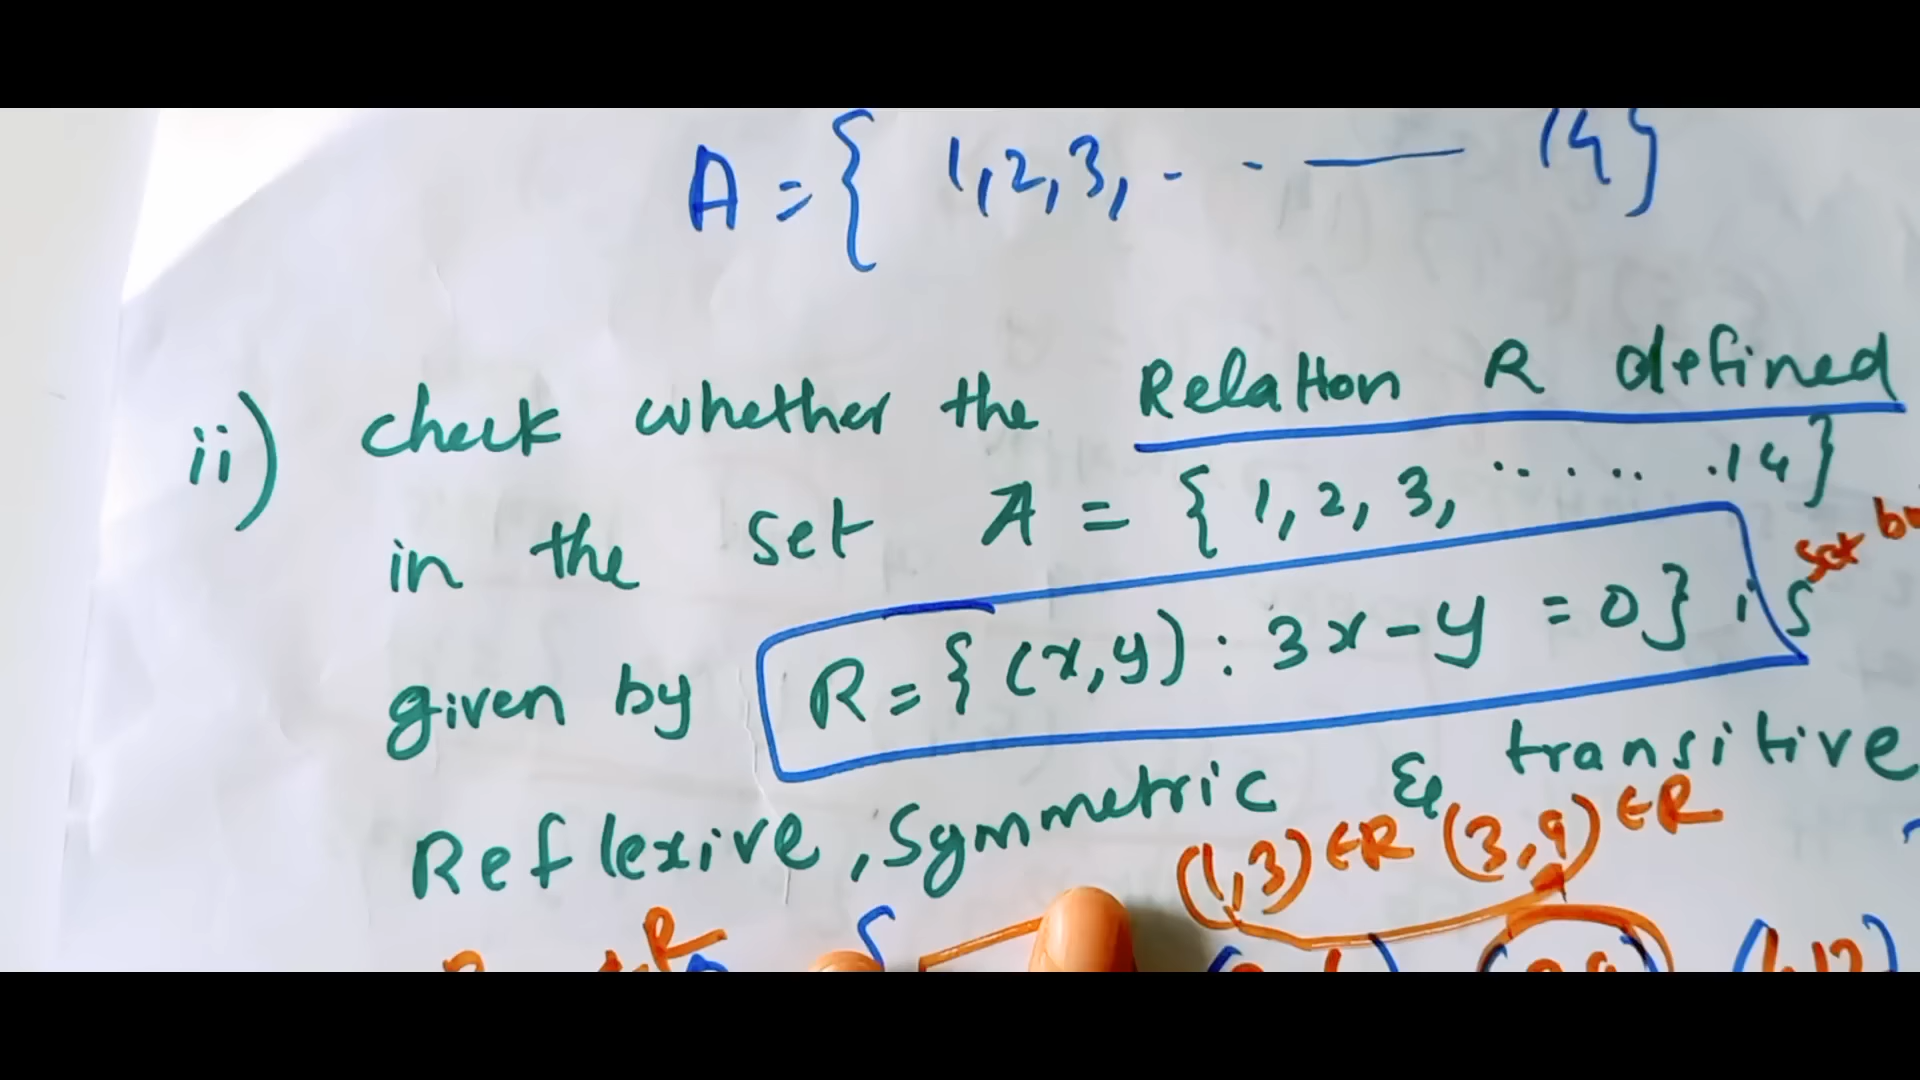 A = { 1,2,3, - - — 14}
ii) check whether the Relation R defined
in the set A = { 1, 2, 3, ....... 14}
set
given by R = { (x,y) : 3x - y = 0} is
Reflexive, Symmetric & transitive
(1,3) ∈R (3,9) ∈R